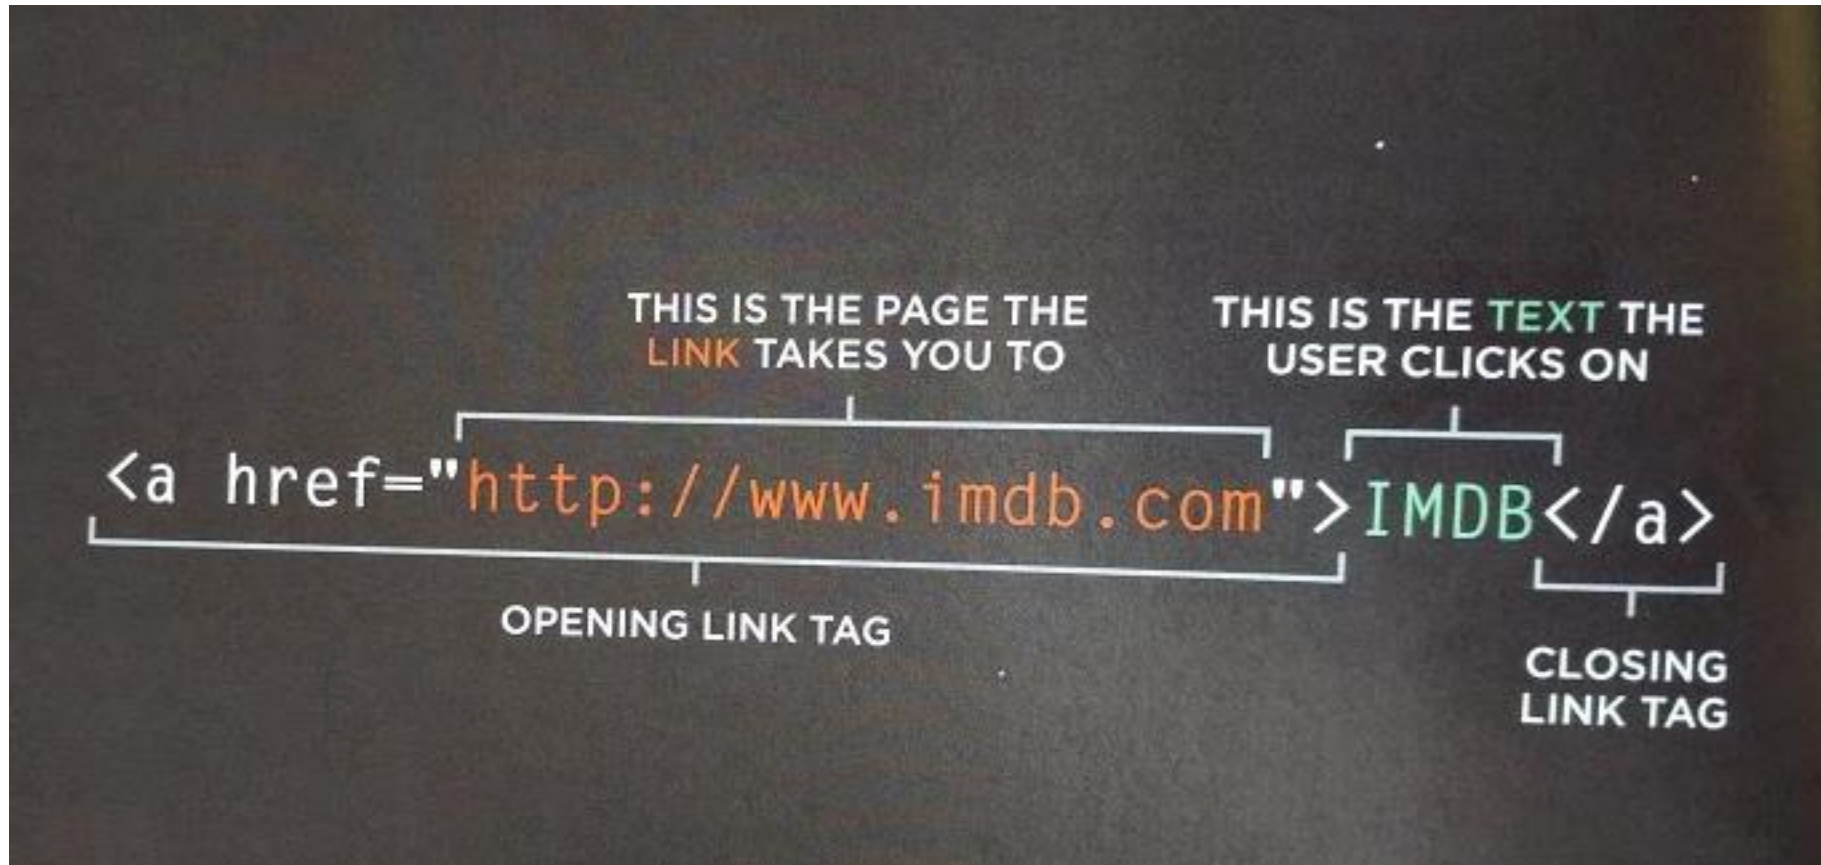 THIS IS THE PAGE THE
LINK TAKES YOU TO
THIS IS THE TEXT THE
USER CLICKS ON
<a href="http://www.imdb.com">IMDB</a>
OPENING LINK TAG
CLOSING
LINK TAG